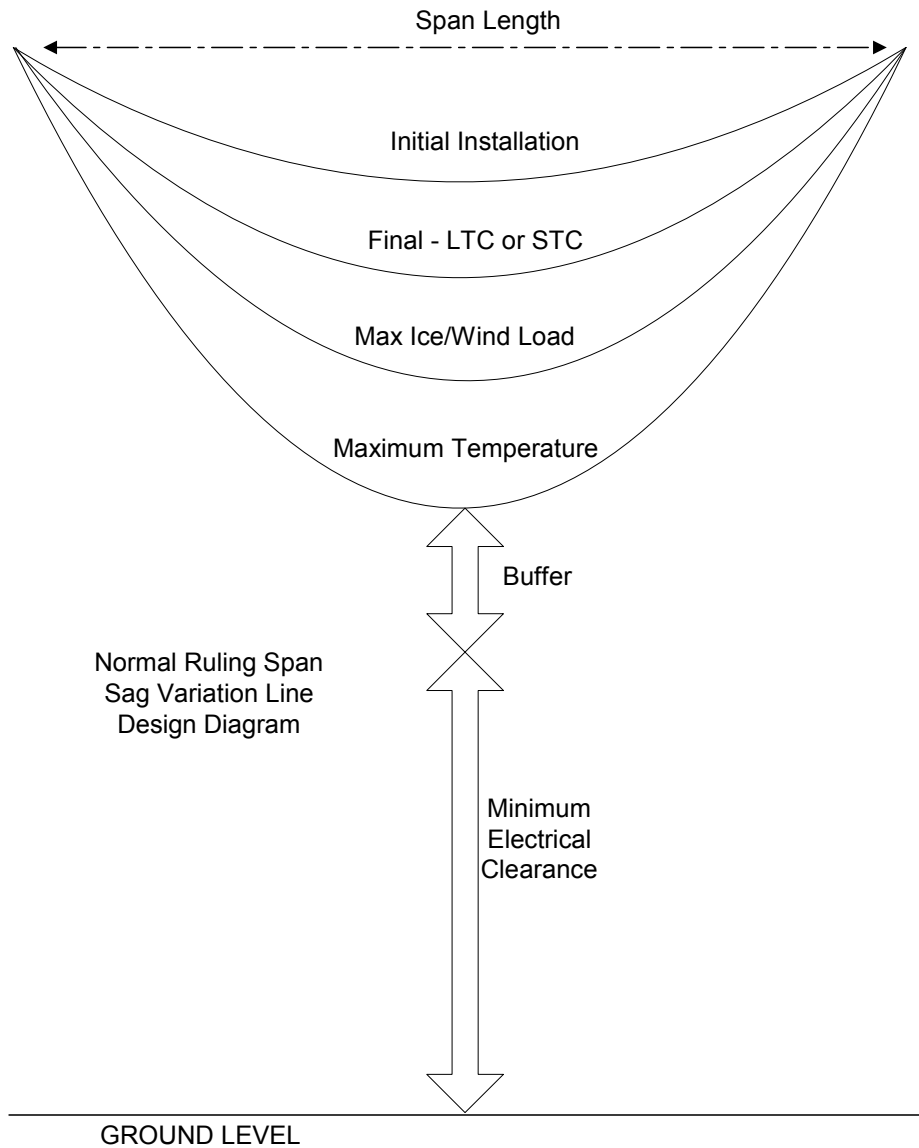 Span Length
Initial Installation
Final - LTC or STC
Max Ice/Wind Load
Maximum Temperature
Buffer
Normal Ruling Span
Sag Variation Line
Design Diagram
Minimum
Electrical
Clearance
GROUND LEVEL